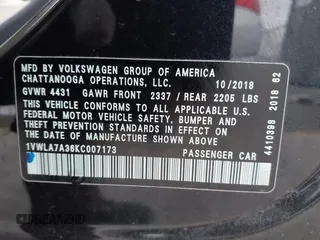 MFD BY VOLKSWAGEN GROUP OF AMERICA
CHATTANOOGA OPERATIONS, LLC. 10/2018
GVWR 4431 GAWR FRONT 2337 / REAR 2205 LBS
THIS VEHICLE CONFORMS TO ALL APPLICABLE U.S.
FEDERAL MOTOR VEHICLE SAFETY, BUMPER AND
THEFT PREVENTION STANDARDS IN EFFECT ON THE
DATE OF MANUFACTURE SHOWN ABOVE.
1VWLA7A36KC007173 PASSENGER CAR
4410398 2018 62